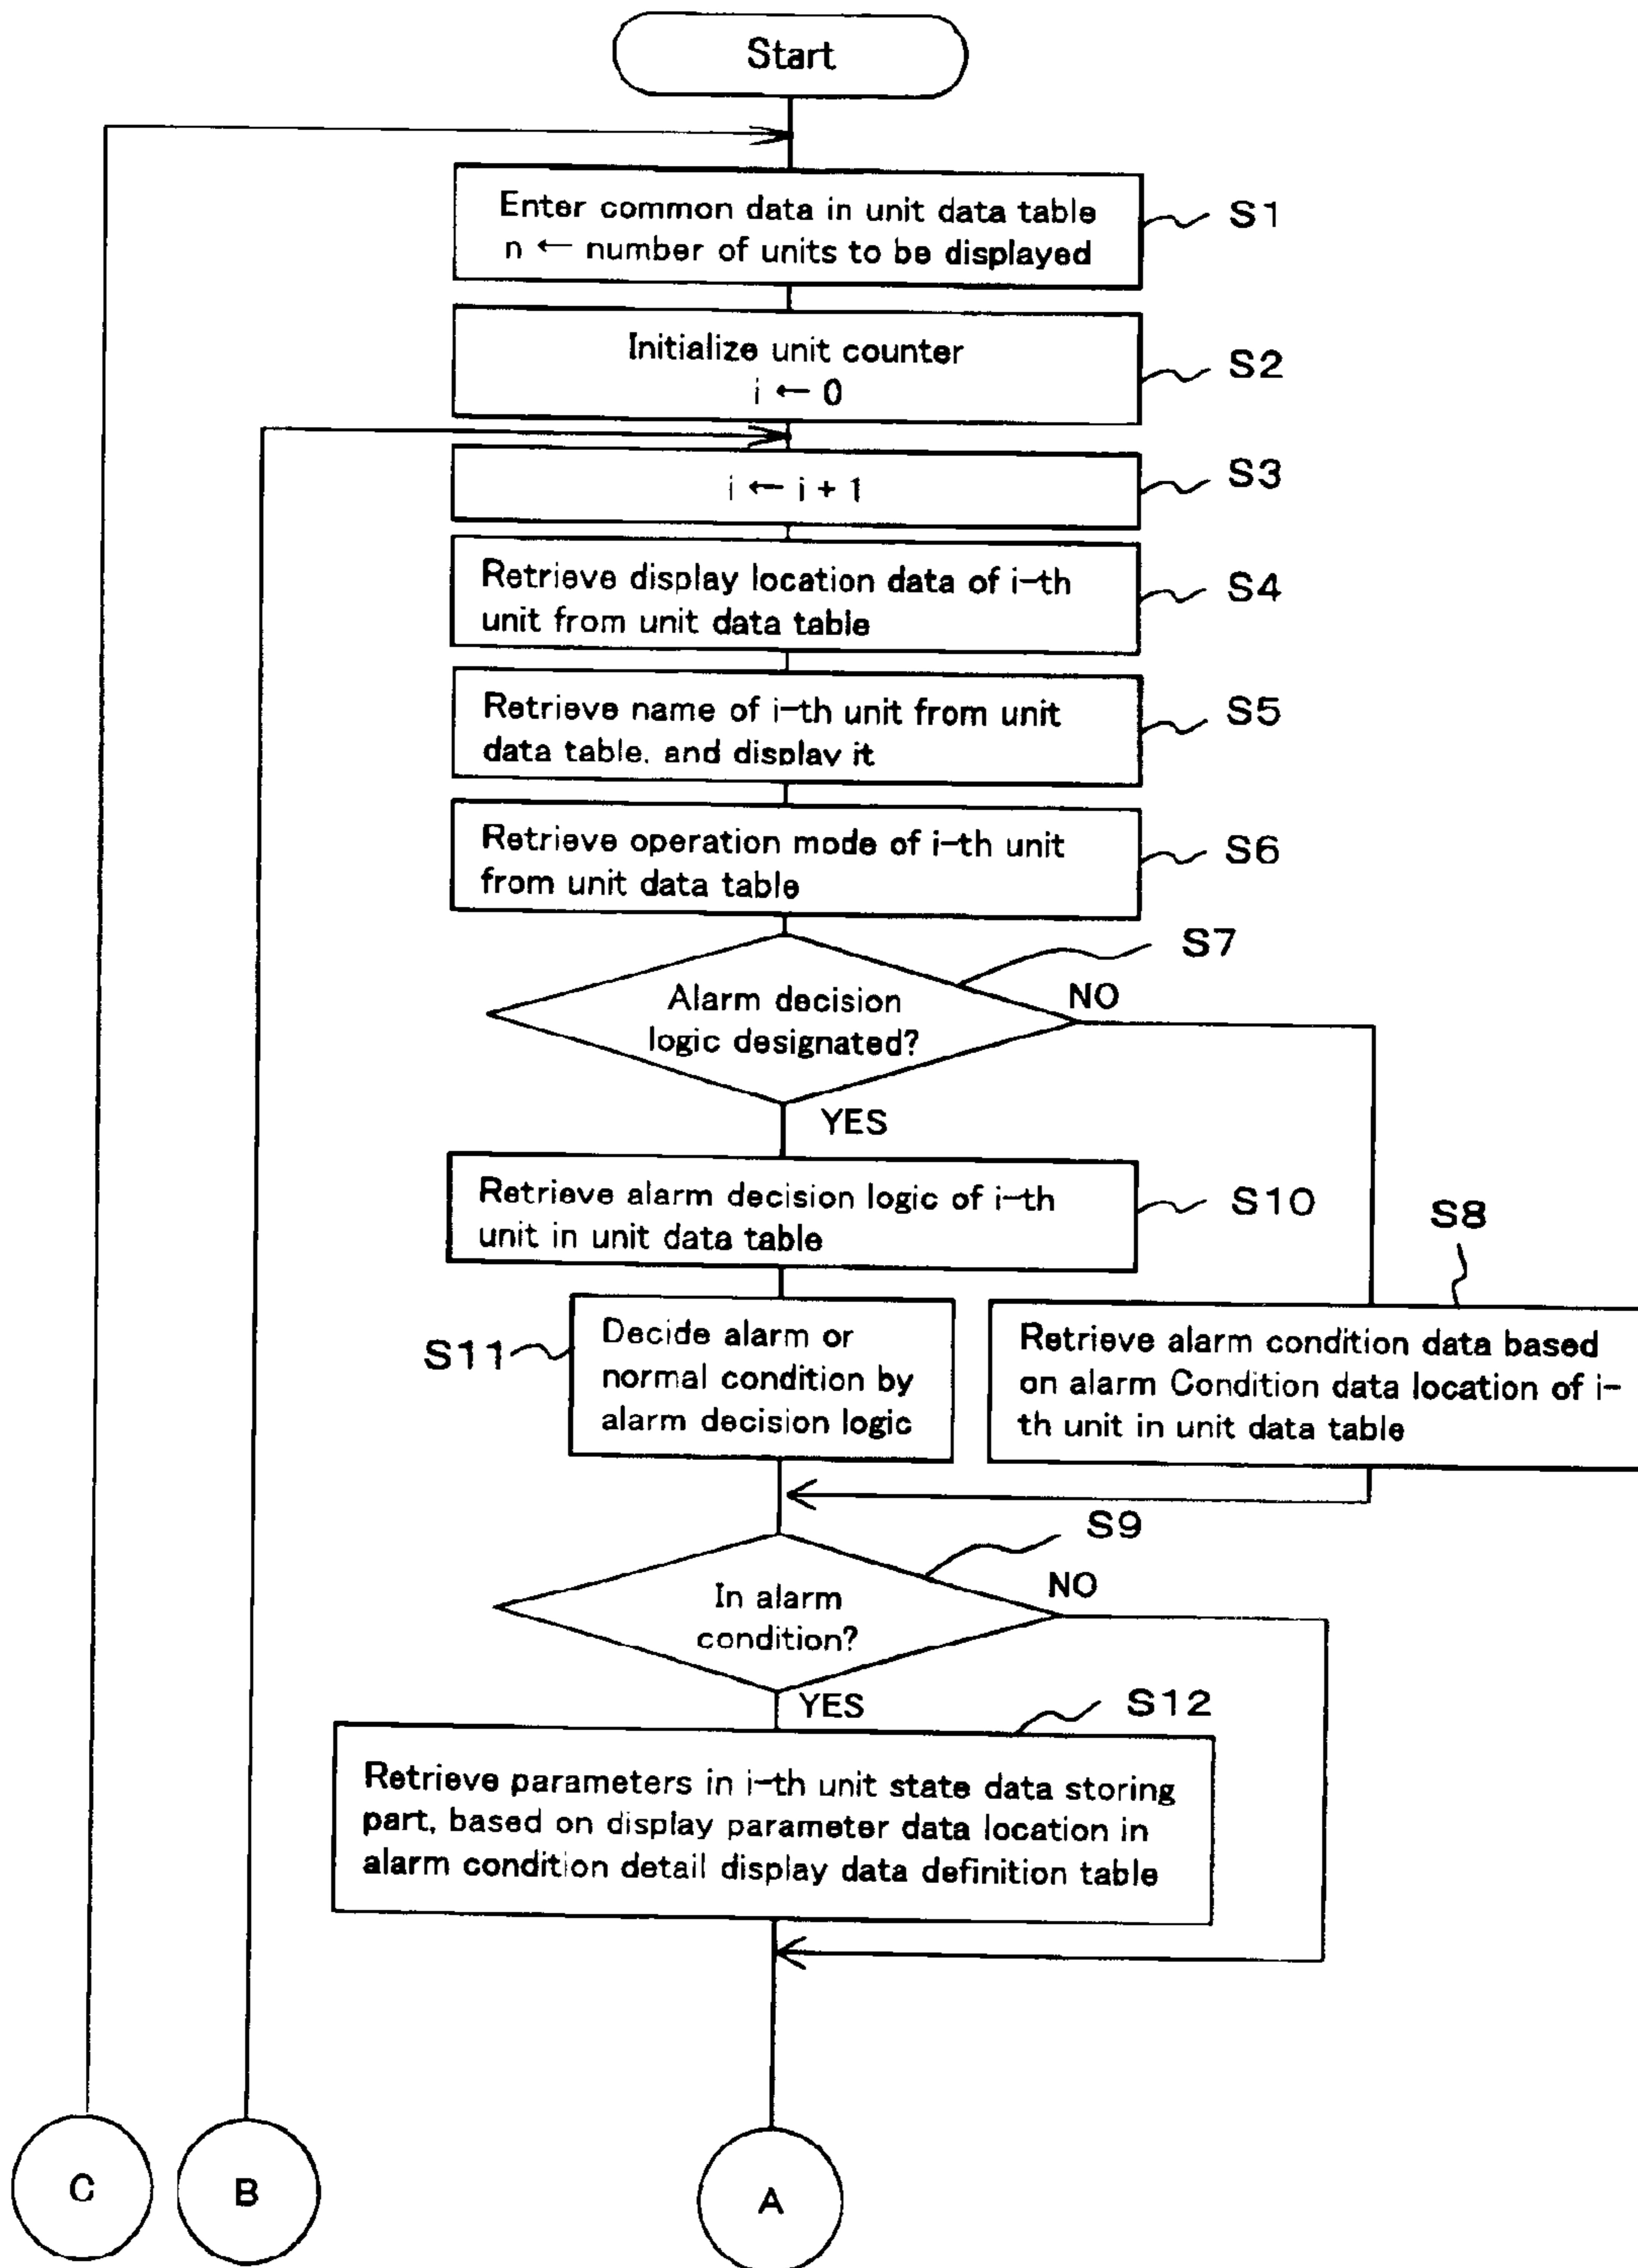 Start
Enter common data in unit data table
n ← number of units to be displayed
S1
Initialize unit counter
i ← 0
S2
i ← i + 1
S3
Retrieve display location data of i-th
unit from unit data table
S4
Retrieve name of i-th unit from unit
data table, and display it
S5
Retrieve operation mode of i-th unit
from unit data table
S6
S7
Alarm decision
logic designated?
NO
YES
Retrieve alarm decision logic of i-th
unit in unit data table
S10
S8
S11
Decide alarm or
normal condition by
alarm decision logic
Retrieve alarm condition data based
on alarm Condition data location of i-
th unit in unit data table
S9
In alarm
condition?
NO
YES
S12
Retrieve parameters in i-th unit state data storing
part, based on display parameter data location in
alarm condition detail display data definition table
C
B
A